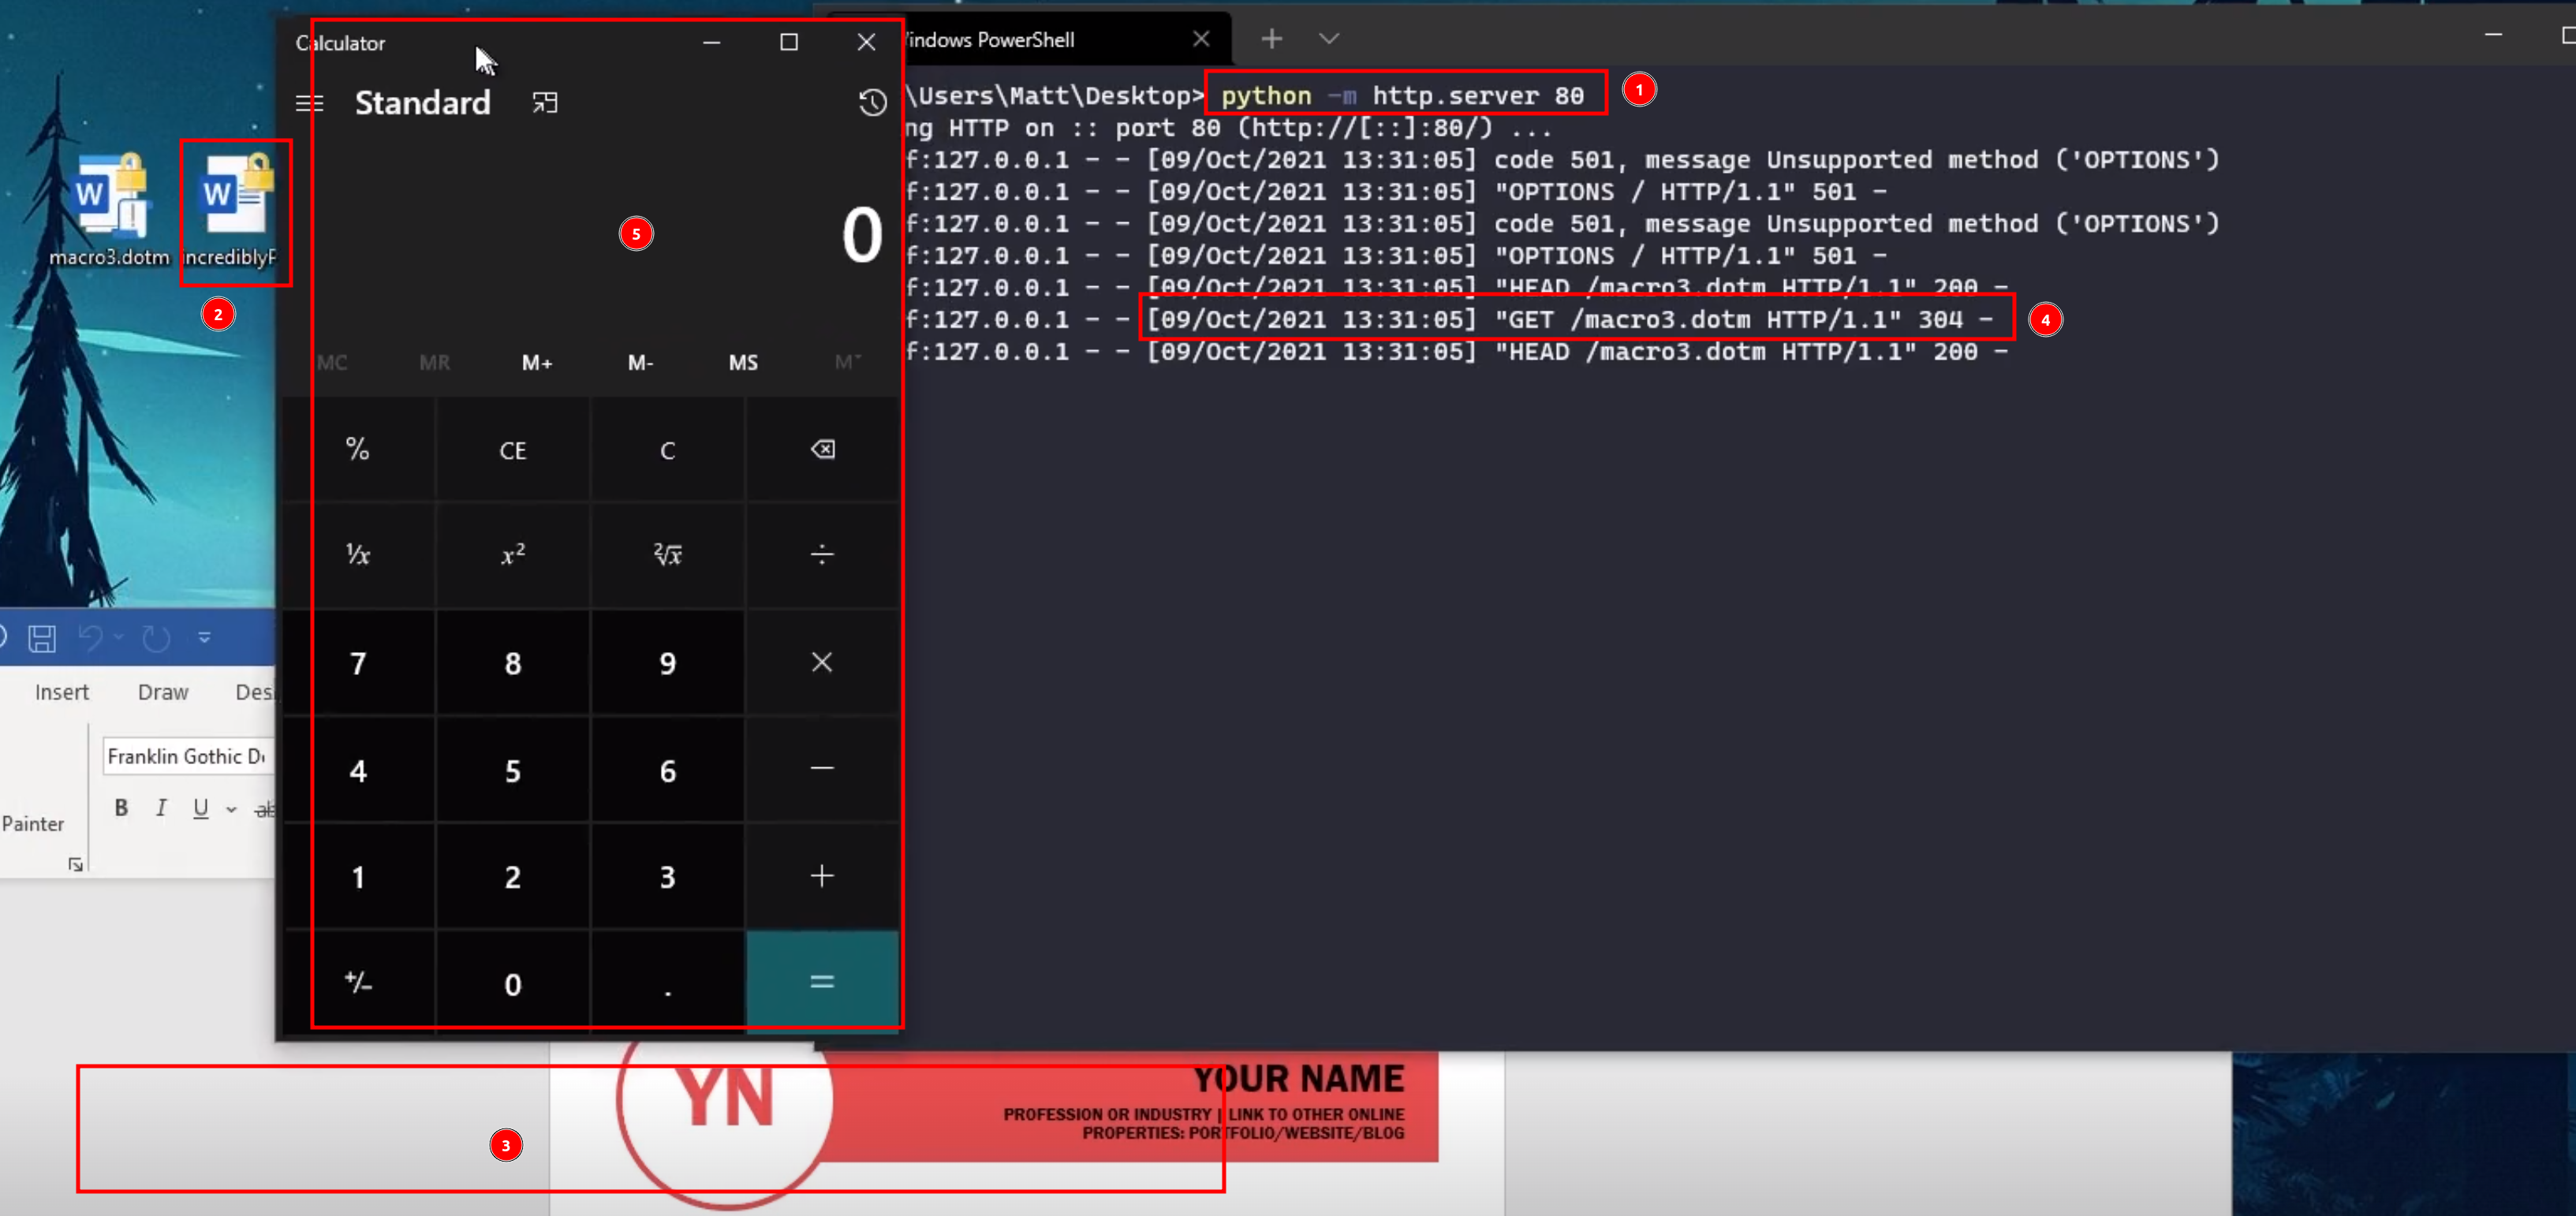 Calculator
Standard
0
MC MR M+ M- MS M˅
% CE C
⅟x x² ²√x ÷
7 8 9 ×
4 5 6 −
1 2 3 +
+/− 0 . =
5
macro3.dotm
2
Insert Draw
Franklin Gothic
Painter
B I U ab
indows PowerShell
\Users\Matt\Desktop> python -m http.server 80
1
ng HTTP on :: port 80 (http://[::]:80/) ...
f:127.0.0.1 - - [09/Oct/2021 13:31:05] code 501, message Unsupported method ('OPTIONS')
f:127.0.0.1 - - [09/Oct/2021 13:31:05] "OPTIONS / HTTP/1.1" 501 -
f:127.0.0.1 - - [09/Oct/2021 13:31:05] code 501, message Unsupported method ('OPTIONS')
f:127.0.0.1 - - [09/Oct/2021 13:31:05] "OPTIONS / HTTP/1.1" 501 -
f:127.0.0.1 - - [09/Oct/2021 13:31:05] "HEAD /macro3.dotm HTTP/1.1" 200 -
f:127.0.0.1 - - [09/Oct/2021 13:31:05] "GET /macro3.dotm HTTP/1.1" 304 -
4
f:127.0.0.1 - - [09/Oct/2021 13:31:05] "HEAD /macro3.dotm HTTP/1.1" 200 -
3
YN
YOUR NAME
PROFESSION OR INDUSTRY | LINK TO OTHER ONLINE
PROPERTIES: PORTFOLIO/WEBSITE/BLOG